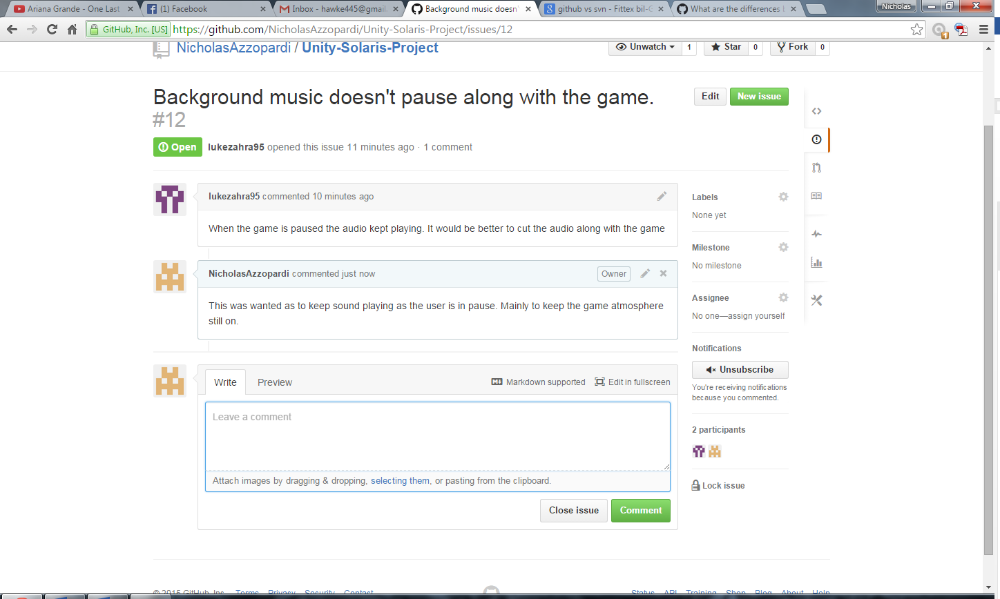 Ariana Grande - One Last
(1) Facebook
Inbox - hawke445@gmail.
Background music doesn'
github vs svn - Fittex bil-G
What are the differences
Nicholas
GitHub, Inc. [US]
https://github.com/NicholasAzzopardi/Unity-Solaris-Project/issues/12
NicholasAzzopardi / Unity-Solaris-Project
Unwatch 1
Star 0
Fork 0
Background music doesn't pause along with the game.
#12
Edit
New issue
Open
lukezahra95 opened this issue 11 minutes ago · 1 comment
lukezahra95 commented 10 minutes ago
When the game is paused the audio kept playing. It would be better to cut the audio along with the game
NicholasAzzopardi commented just now
Owner
This was wanted as to keep sound playing as the user is in pause. Mainly to keep the game atmosphere
still on.
Write
Preview
Markdown supported
Edit in fullscreen
Leave a comment
Attach images by dragging & dropping, selecting them, or pasting from the clipboard.
Close issue
Comment
Labels
None yet
Milestone
No milestone
Assignee
No one—assign yourself
Notifications
Unsubscribe
You're receiving notifications
because you commented.
2 participants
Lock issue
© 2015 GitHub, Inc. Terms Privacy Security Contact
Status API Training Shop Blog About Help